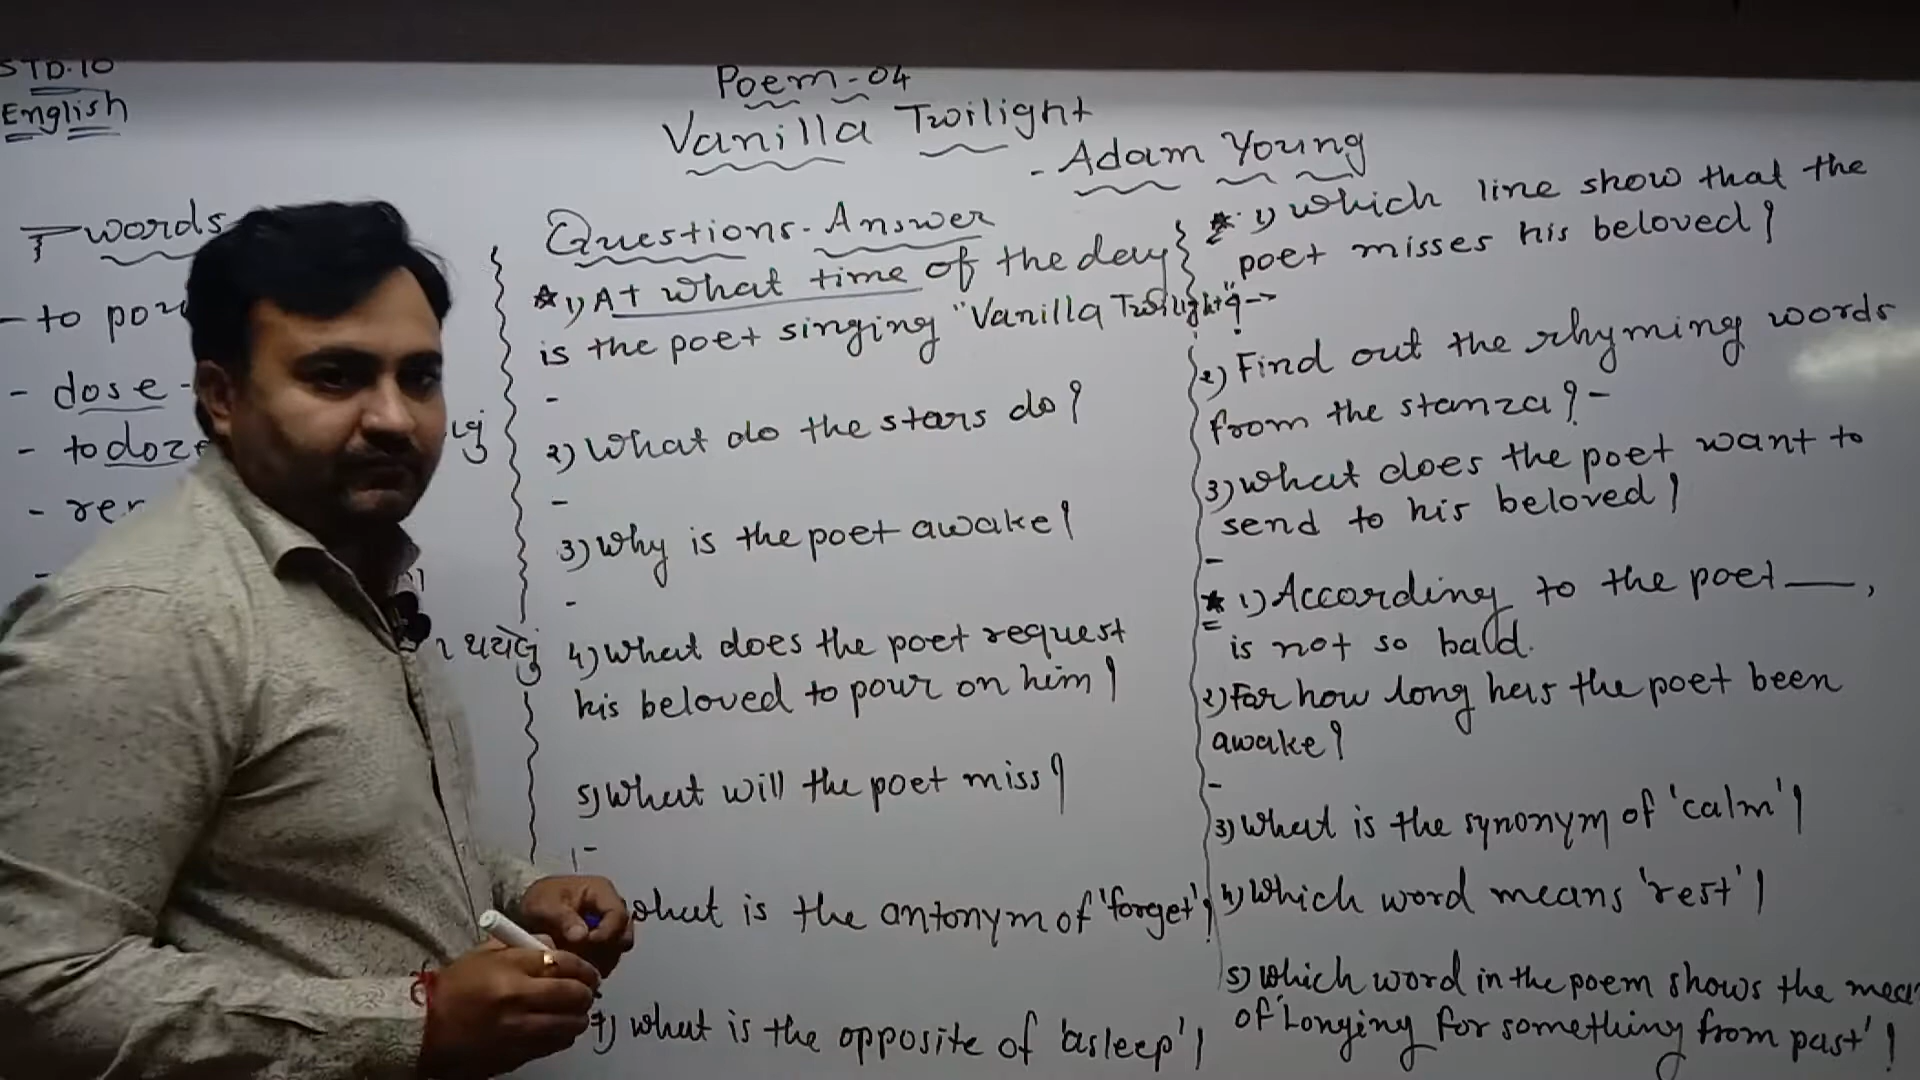 STD.10
English
Poem-04
Vanilla Twilight
- Adam Young
words
- to pour
- dose -
- to doze
થયેલું
Questions-Answer
* 1) At what time of the day
is the poet singing "Vanilla Twilight"? →
-
2) What do the stars do?
-
3) Why is the poet awake?
-
4) What does the poet request
his beloved to pour on him?
5) What will the poet miss?
-
what is the antonym of 'forget'?
7) what is the opposite of 'asleep'?
* 1) which line show that the
poet misses his beloved?
2) Find out the rhyming words
from the stanza? -
3) what does the poet want to
send to his beloved?
-
* 1) According to the poet ___,
is not so bad.
2) For how long has the poet been
awake?
-
3) What is the synonym of 'calm'?
4) Which word means 'rest'?
5) Which word in the poem shows the
of 'Longing for something from past'?